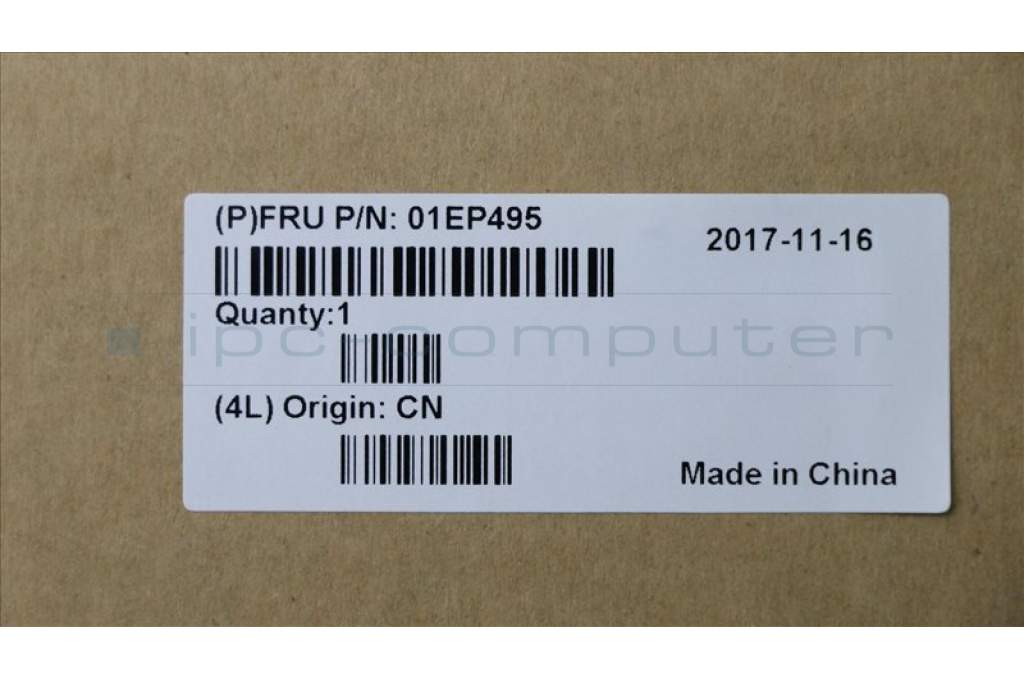 (P)FRU P/N: 01EP495
2017-11-16
Quanty:1
ipc-computer
(4L) Origin: CN
Made in China